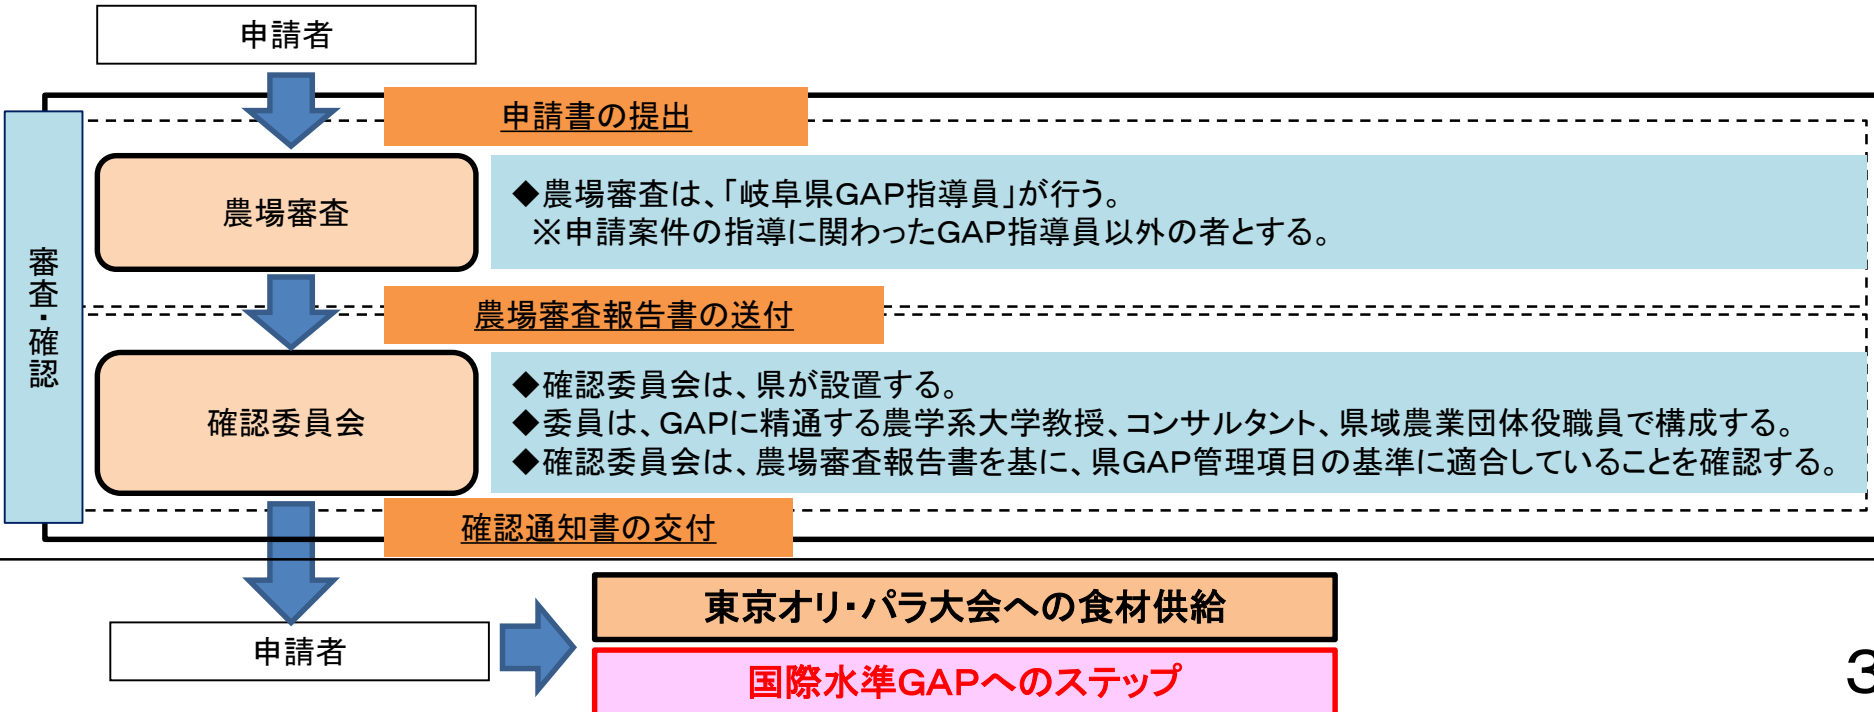 申請者
申請書の提出
審査・確認
農場審査
◆農場審査は、「岐阜県GAP指導員」が行う。
※申請案件の指導に関わったGAP指導員以外の者とする。
農場審査報告書の送付
確認委員会
◆確認委員会は、県が設置する。
◆委員は、GAPに精通する農学系大学教授、コンサルタント、県域農業団体役職員で構成する。
◆確認委員会は、農場審査報告書を基に、県GAP管理項目の基準に適合していることを確認する。
確認通知書の交付
申請者
東京オリ・パラ大会への食材供給
国際水準GAPへのステップ
3